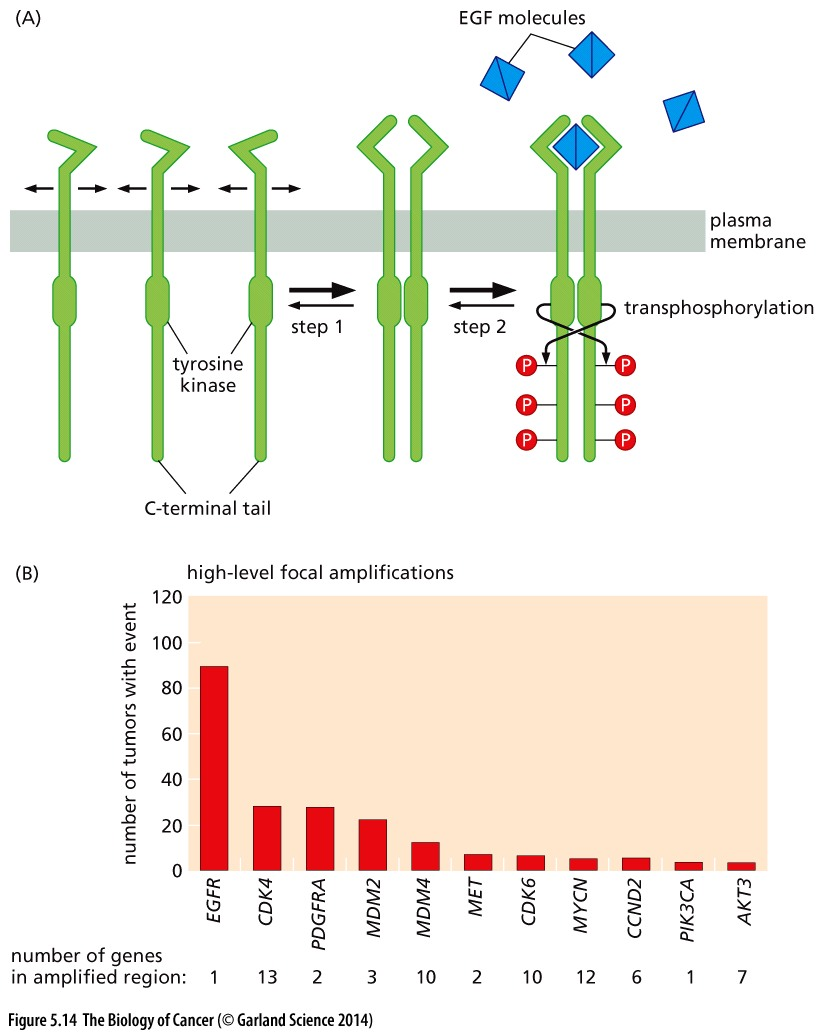 (A)
EGF molecules
plasma
membrane
step 1
step 2
transphosphorylation
tyrosine
kinase
P P
P P
P P
C-terminal tail
(B)
high-level focal amplifications
number of tumors with event
120
100
80
60
40
20
0
EGFR CDK4 PDGFRA MDM2 MDM4 MET CDK6 MYCN CCND2 PIK3CA AKT3
number of genes
in amplified region: 1 13 2 3 10 2 10 12 6 1 7
Figure 5.14 The Biology of Cancer (© Garland Science 2014)